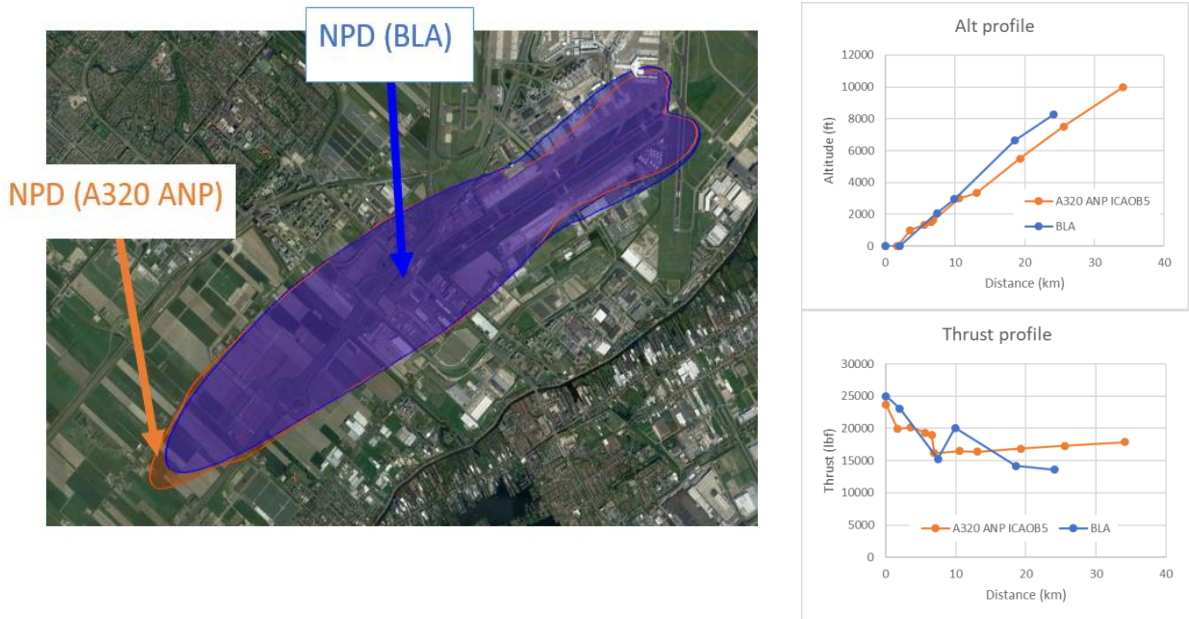 NPD (BLA)
NPD (A320 ANP)
Alt profile
Altitude (ft)
12000
10000
8000
6000
4000
2000
0
0 10 20 30 40
Distance (km)
A320 ANP ICAOB5
BLA
Thrust profile
Thrust (lbf)
30000
25000
20000
15000
10000
5000
0
A320 ANP ICAOB5 BLA
0 10 20 30 40
Distance (km)